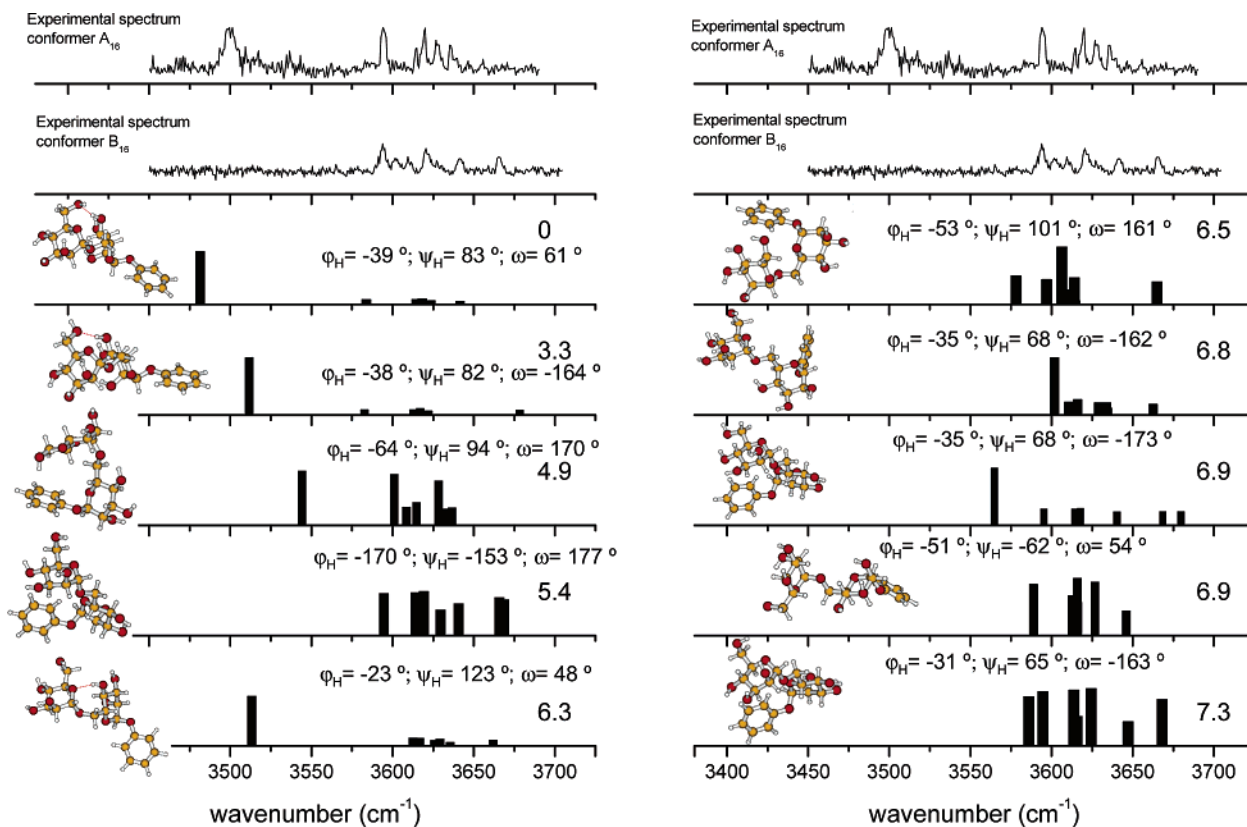 Experimental spectrum
conformer A₁₆
Experimental spectrum
conformer B₁₆
0
φH= -39 º; ψH= 83 º; ω= 61 º
3.3
φH= -38 º; ψH= 82 º; ω= -164 º
φH= -64 º; ψH= 94 º; ω= 170 º
4.9
φH= -170 º; ψH= -153 º; ω= 177 º
5.4
φH= -23 º; ψH= 123 º; ω= 48 º
6.3
3500 3550 3600 3650 3700
wavenumber (cm⁻¹)
Experimental spectrum
conformer A₁₆
Experimental spectrum
conformer B₁₆
φH= -53 º; ψH= 101 º; ω= 161 º
6.5
φH= -35 º; ψH= 68 º; ω= -162 º
6.8
φH= -35 º; ψH= 68 º; ω= -173 º
6.9
φH= -51 º; ψH= -62 º; ω= 54 º
6.9
φH= -31 º; ψH= 65 º; ω= -163 º
7.3
3400 3450 3500 3550 3600 3650 3700
wavenumber (cm⁻¹)